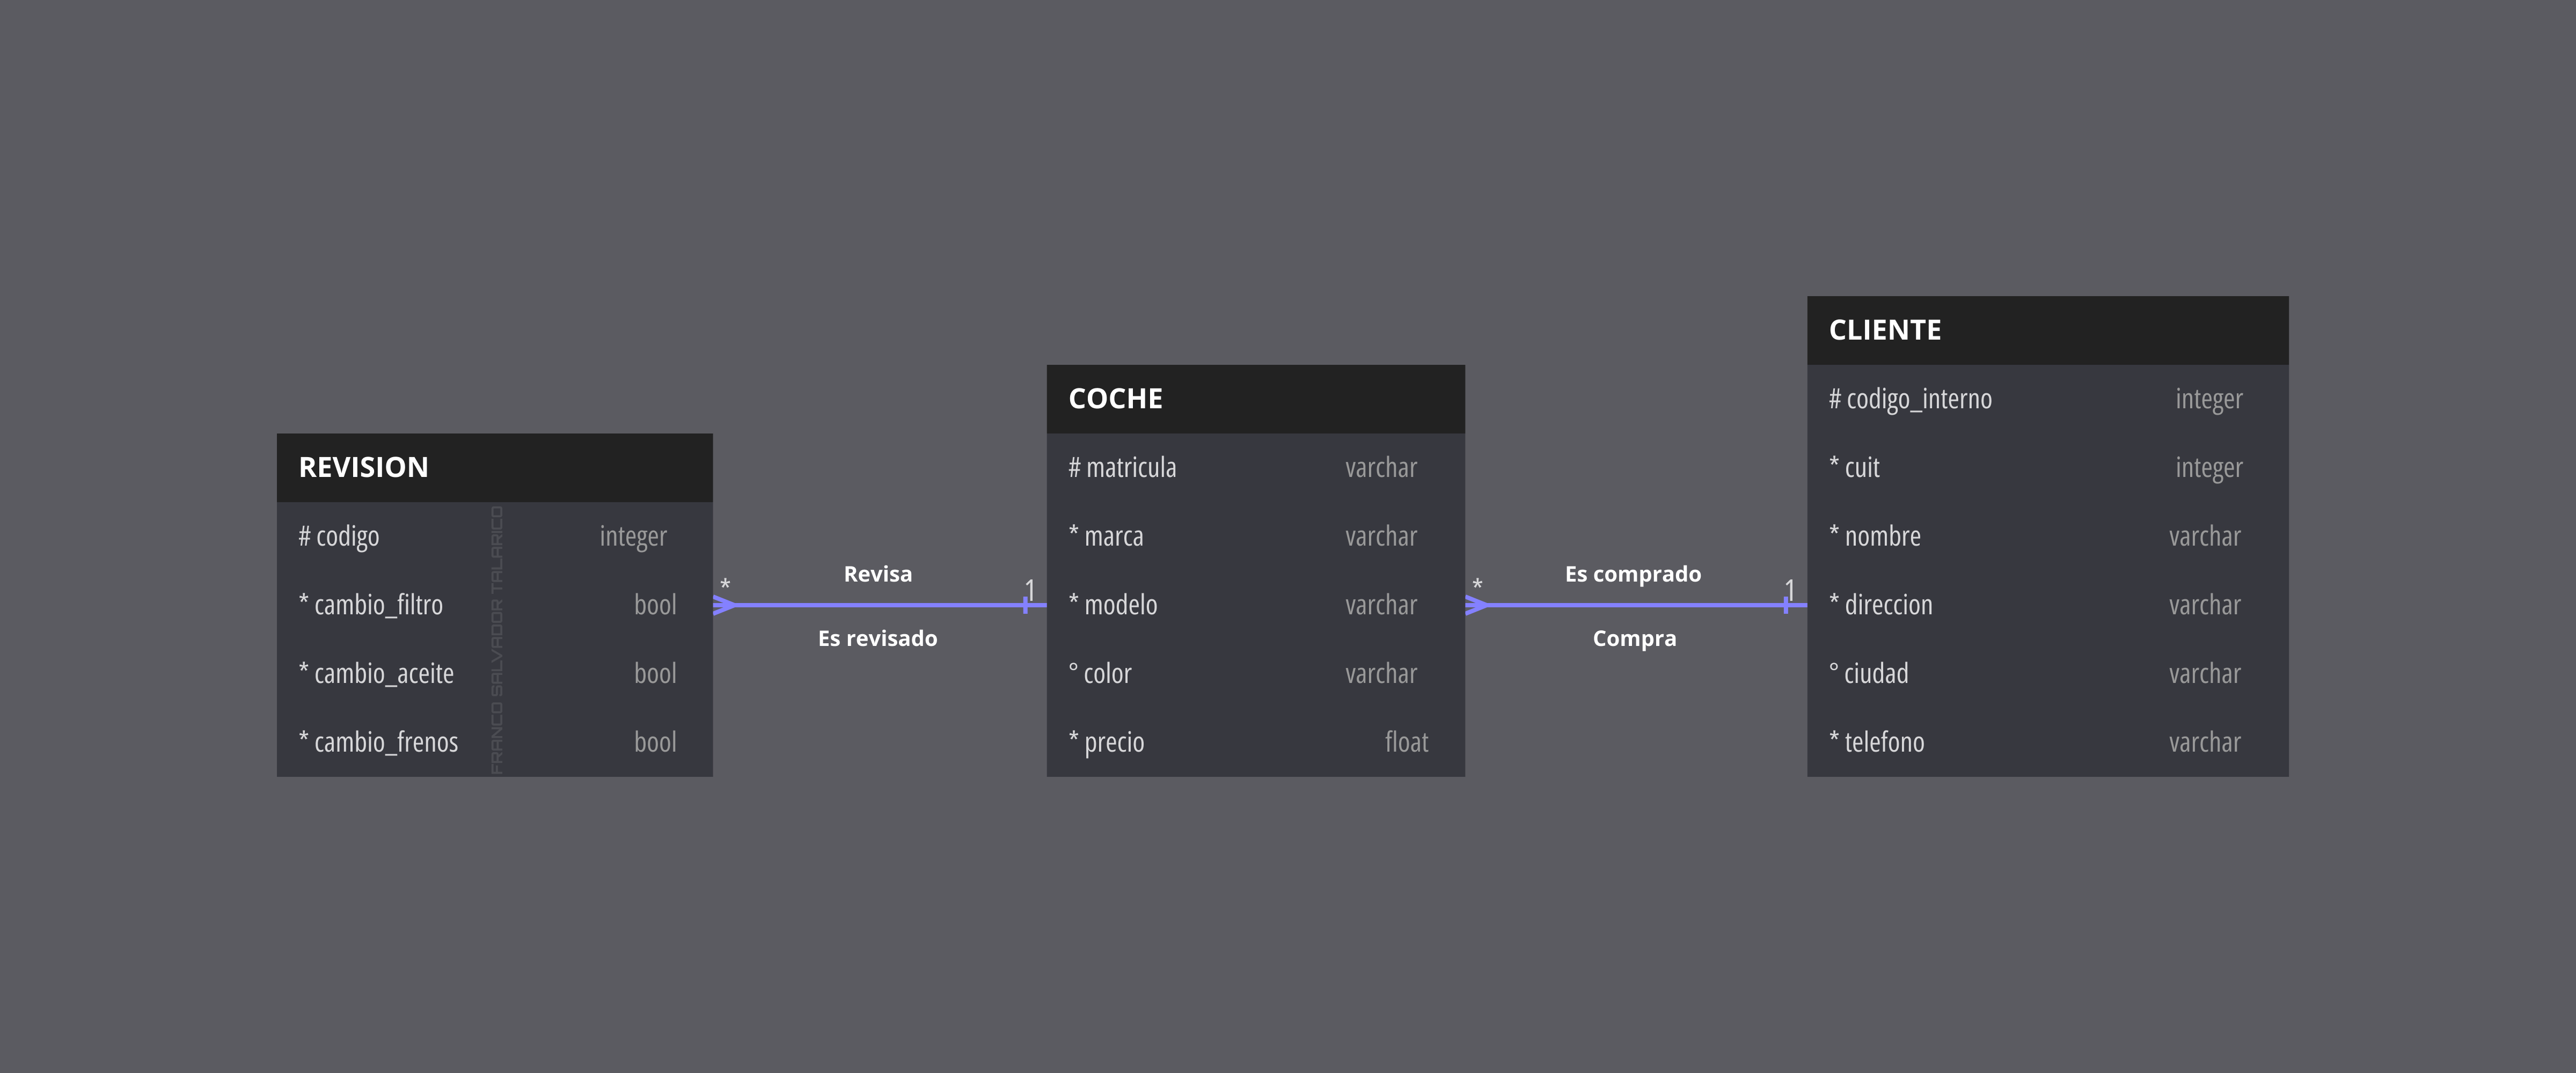 REVISION
# codigo integer
* cambio_filtro bool
* cambio_aceite bool
* cambio_frenos bool
FRANCO SALVADOR TALARICO
* 1
Revisa
Es revisado
COCHE
# matricula varchar
* marca varchar
* modelo varchar
° color varchar
* precio float
* 1
Es comprado
Compra
CLIENTE
# codigo_interno integer
* cuit integer
* nombre varchar
* direccion varchar
° ciudad varchar
* telefono varchar